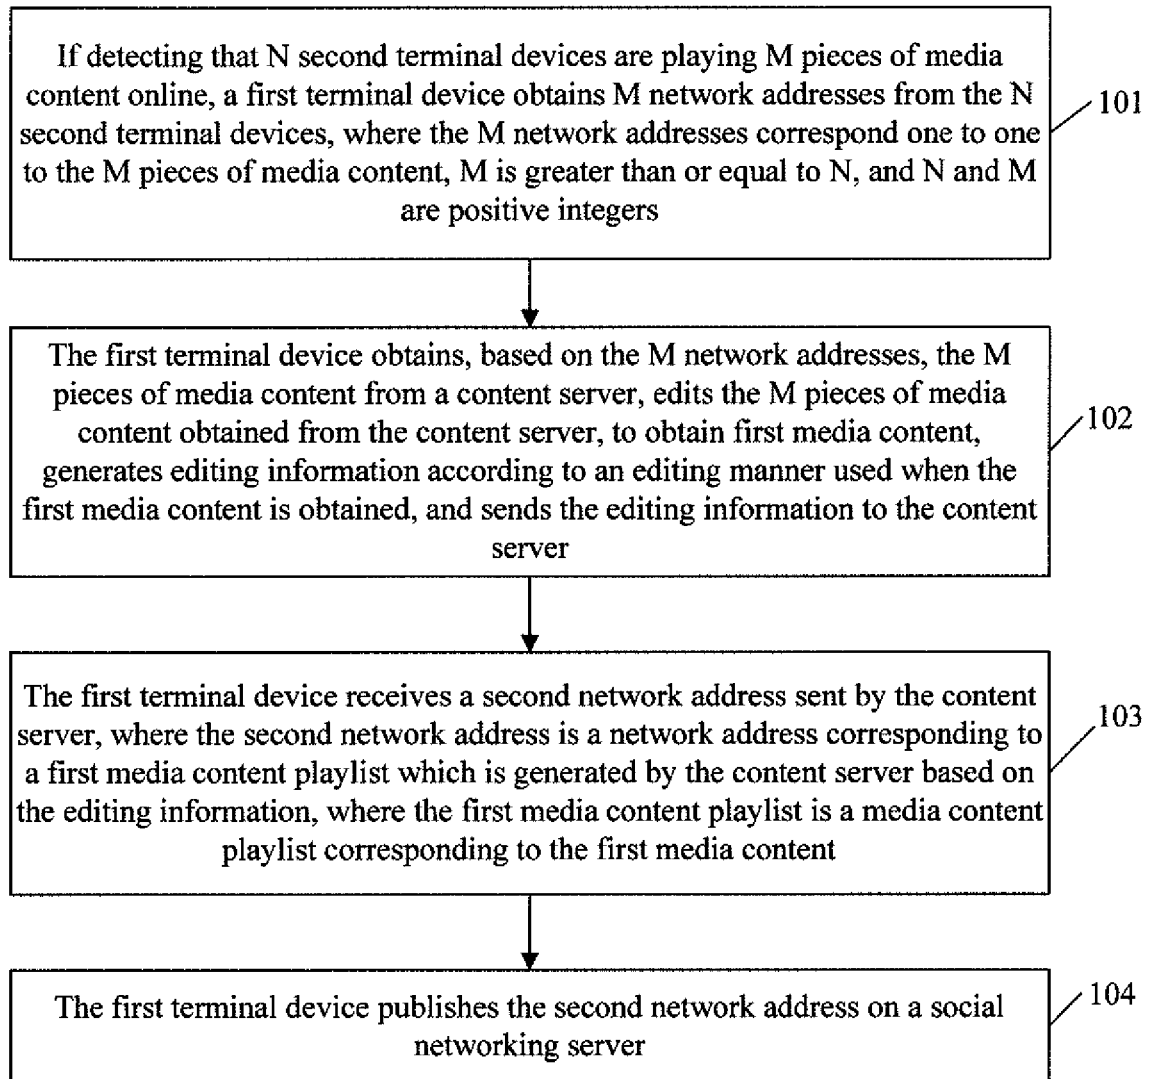 If detecting that N second terminal devices are playing M pieces of media
content online, a first terminal device obtains M network addresses from the N
second terminal devices, where the M network addresses correspond one to one
to the M pieces of media content, M is greater than or equal to N, and N and M
are positive integers
101
The first terminal device obtains, based on the M network addresses, the M
pieces of media content from a content server, edits the M pieces of media
content obtained from the content server, to obtain first media content,
generates editing information according to an editing manner used when the
first media content is obtained, and sends the editing information to the content
server
102
The first terminal device receives a second network address sent by the content
server, where the second network address is a network address corresponding to
a first media content playlist which is generated by the content server based on
the editing information, where the first media content playlist is a media content
playlist corresponding to the first media content
103
The first terminal device publishes the second network address on a social
networking server
104